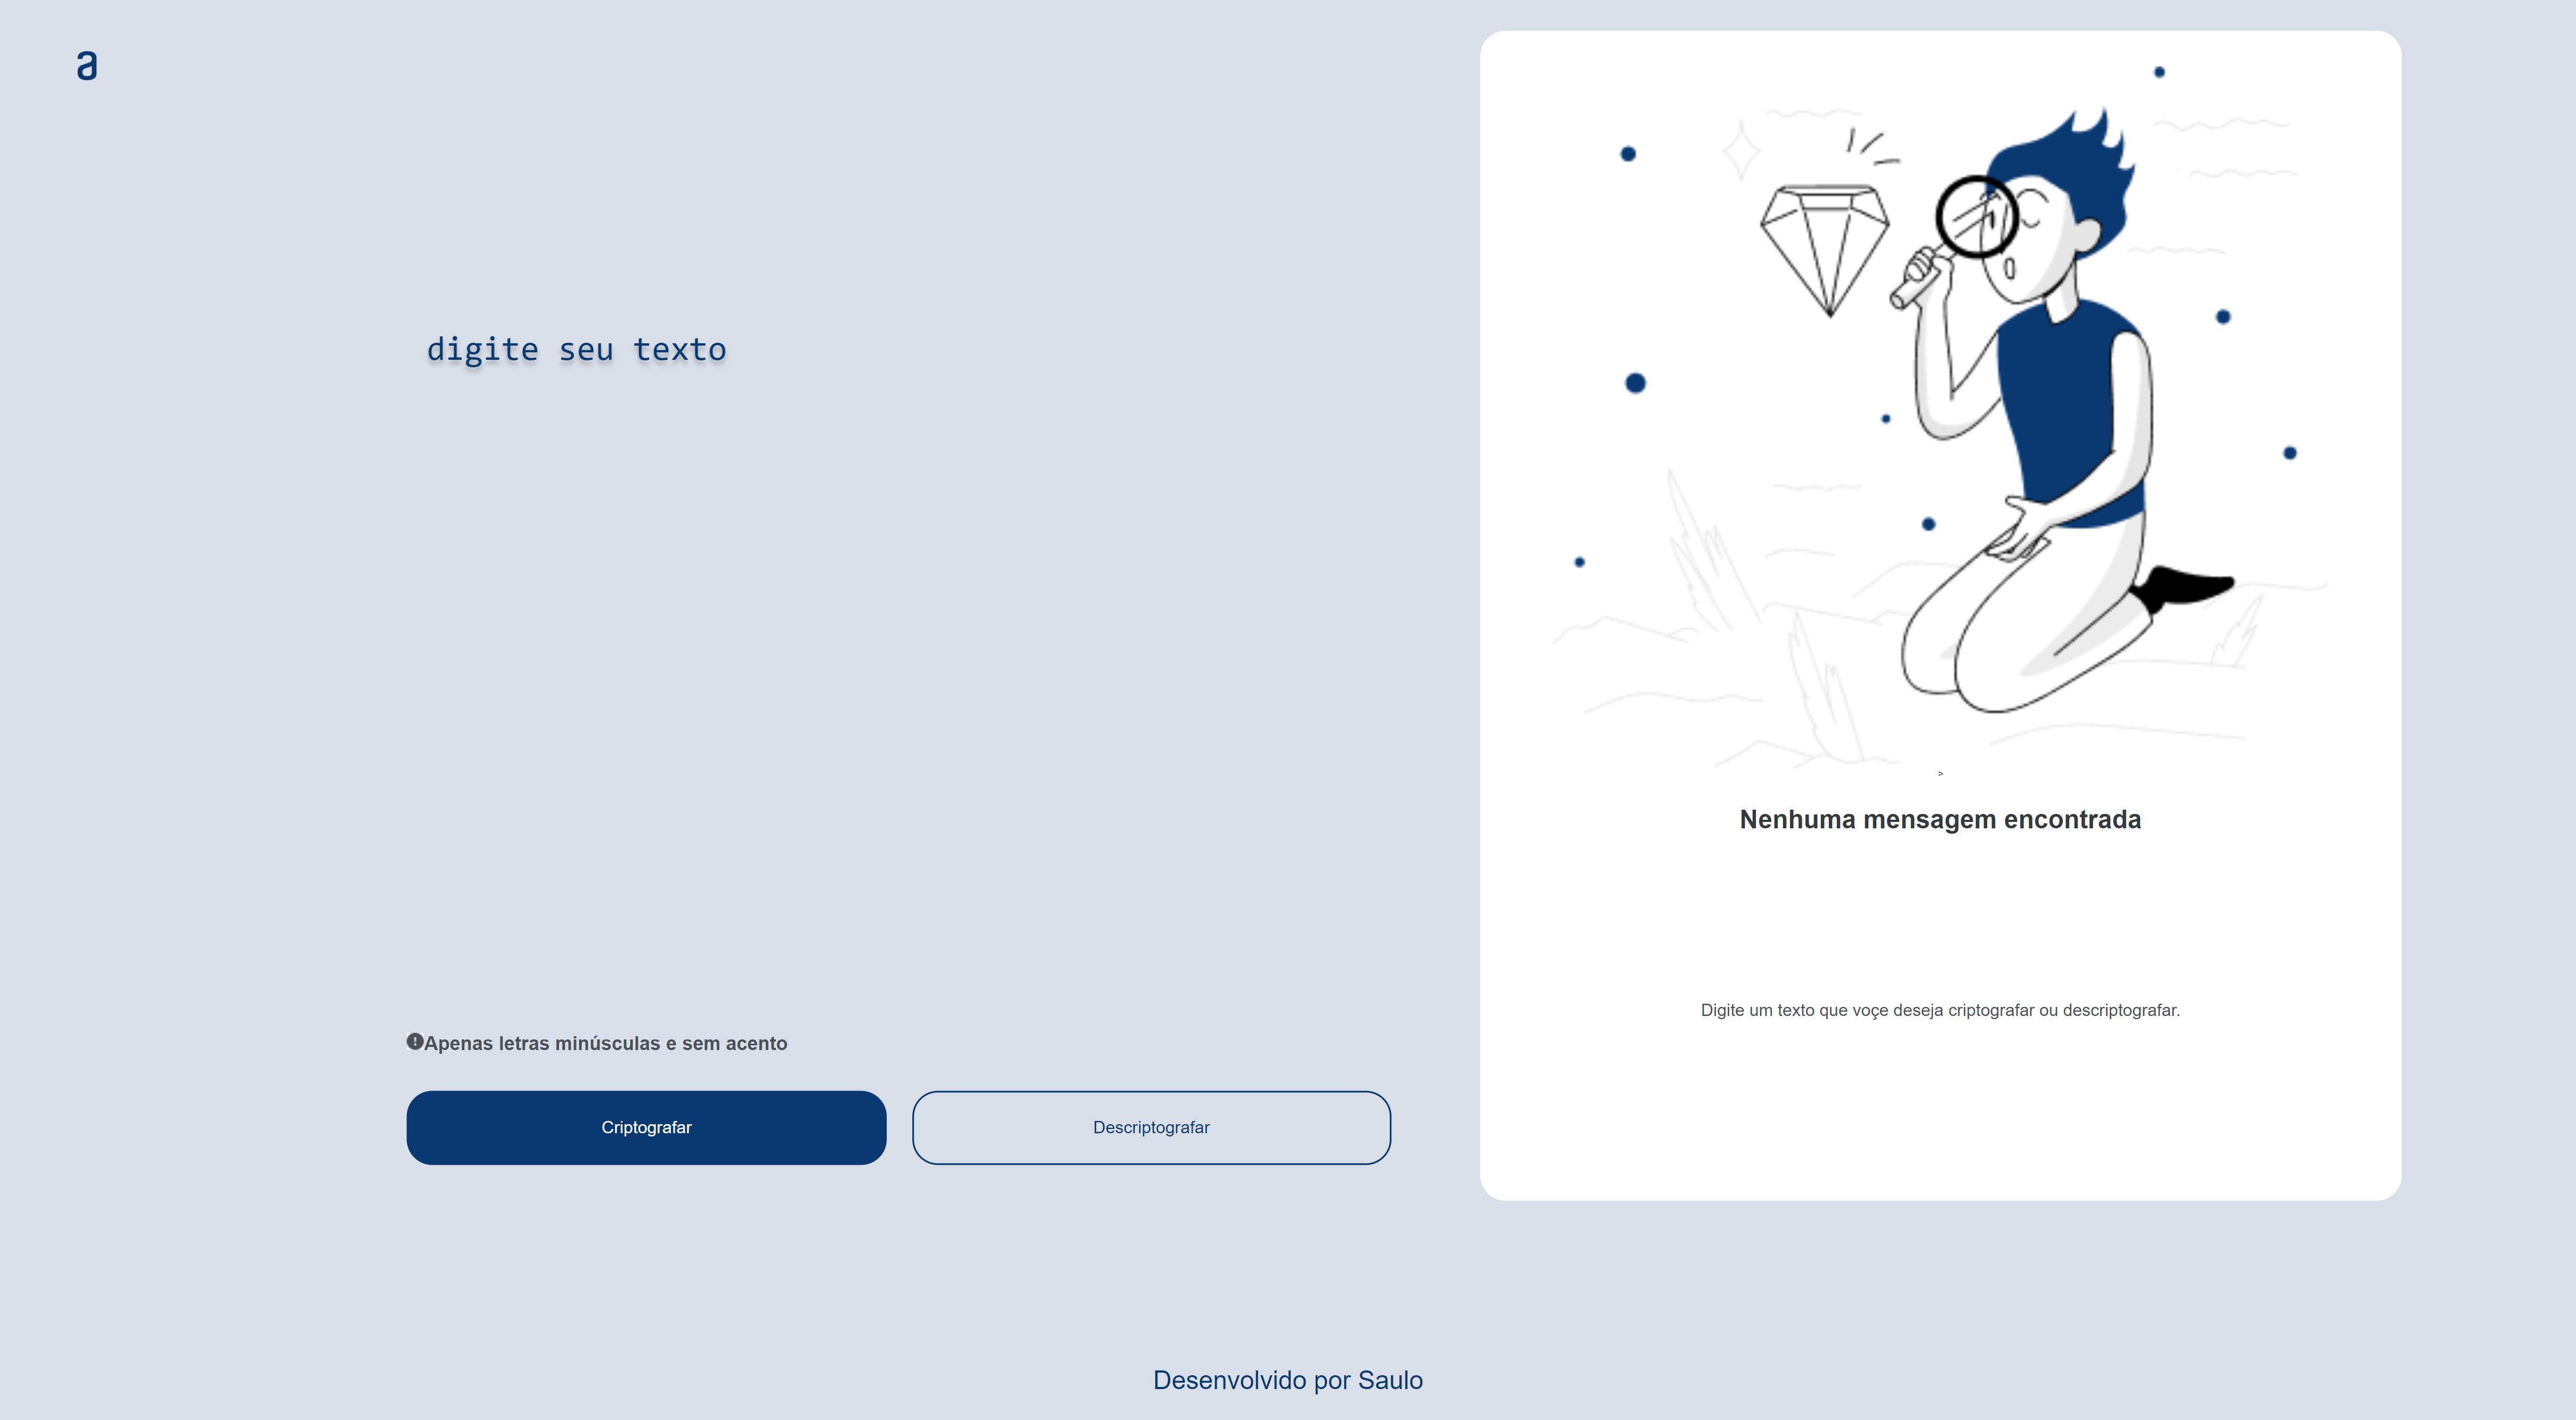 a
digite seu texto
Apenas letras minúsculas e sem acento
Criptografar
Descriptografar
>
Nenhuma mensagem encontrada
Digite um texto que voçe deseja criptografar ou descriptografar.
Desenvolvido por Saulo